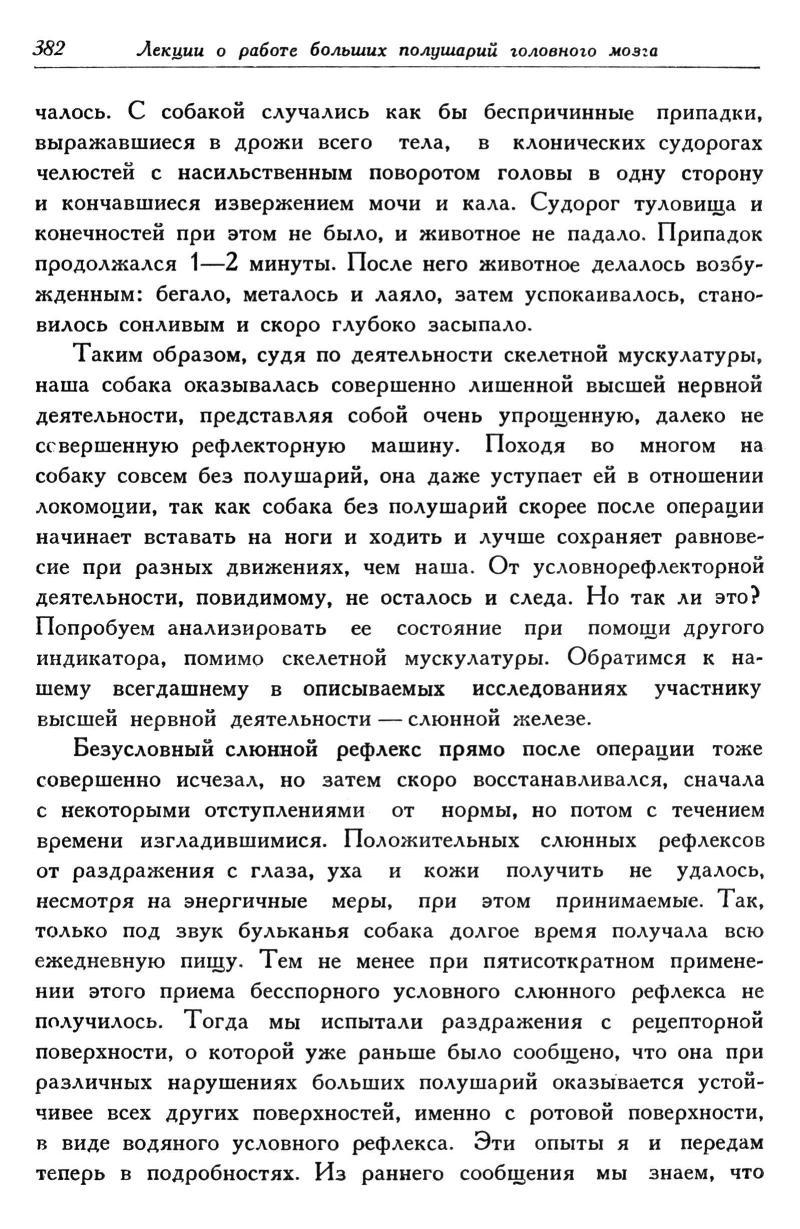 382 Лекции о работе больших полушарий головного мозга
чалось. С собакой случались как бы беспричинные припадки,
выражавшиеся в дрожи всего тела, в клонических судорогах
челюстей с насильственным поворотом головы в одну сторону
и кончавшиеся извержением мочи и кала. Судорог туловища и
конечностей при этом не было, и животное не падало. Припадок
продолжался 1—2 минуты. После него животное делалось возбу-
жденным: бегало, металось и лаяло, затем успокаивалось, стано-
вилось сонливым и скоро глубоко засыпало.
Таким образом, судя по деятельности скелетной мускулатуры,
наша собака оказывалась совершенно лишенной высшей нервной
деятельности, представляя собой очень упрощенную, далеко не
совершенную рефлекторную машину. Походя во многом на
собаку совсем без полушарий, она даже уступает ей в отношении
локомоции, так как собака без полушарий скорее после операции
начинает вставать на ноги и ходить и лучше сохраняет равнове-
сие при разных движениях, чем наша. От условнорефлекторной
деятельности, повидимому, не осталось и следа. Но так ли это?
Попробуем анализировать ее состояние при помощи другого
индикатора, помимо скелетной мускулатуры. Обратимся к на-
шему всегдашнему в описываемых исследованиях участнику
высшей нервной деятельности — слюнной железе.
Безусловный слюнной рефлекс прямо после операции тоже
совершенно исчезал, но затем скоро восстанавливался, сначала
с некоторыми отступлениями от нормы, но потом с течением
времени изгладившимися. Положительных слюнных рефлексов
от раздражения с глаза, уха и кожи получить не удалось,
несмотря на энергичные меры, при этом принимаемые. Так,
только под звук бульканья собака долгое время получала всю
ежедневную пищу. Тем не менее при пятисоткратном примене-
нии этого приема бесспорного условного слюнного рефлекса не
получилось. Тогда мы испытали раздражения с рецепторной
поверхности, о которой уже раньше было сообщено, что она при
различных нарушениях больших полушарий оказывается устой-
чивее всех других поверхностей, именно с ротовой поверхности,
в виде водяного условного рефлекса. Эти опыты я и передам
теперь в подробностях. Из раннего сообщения мы знаем, что